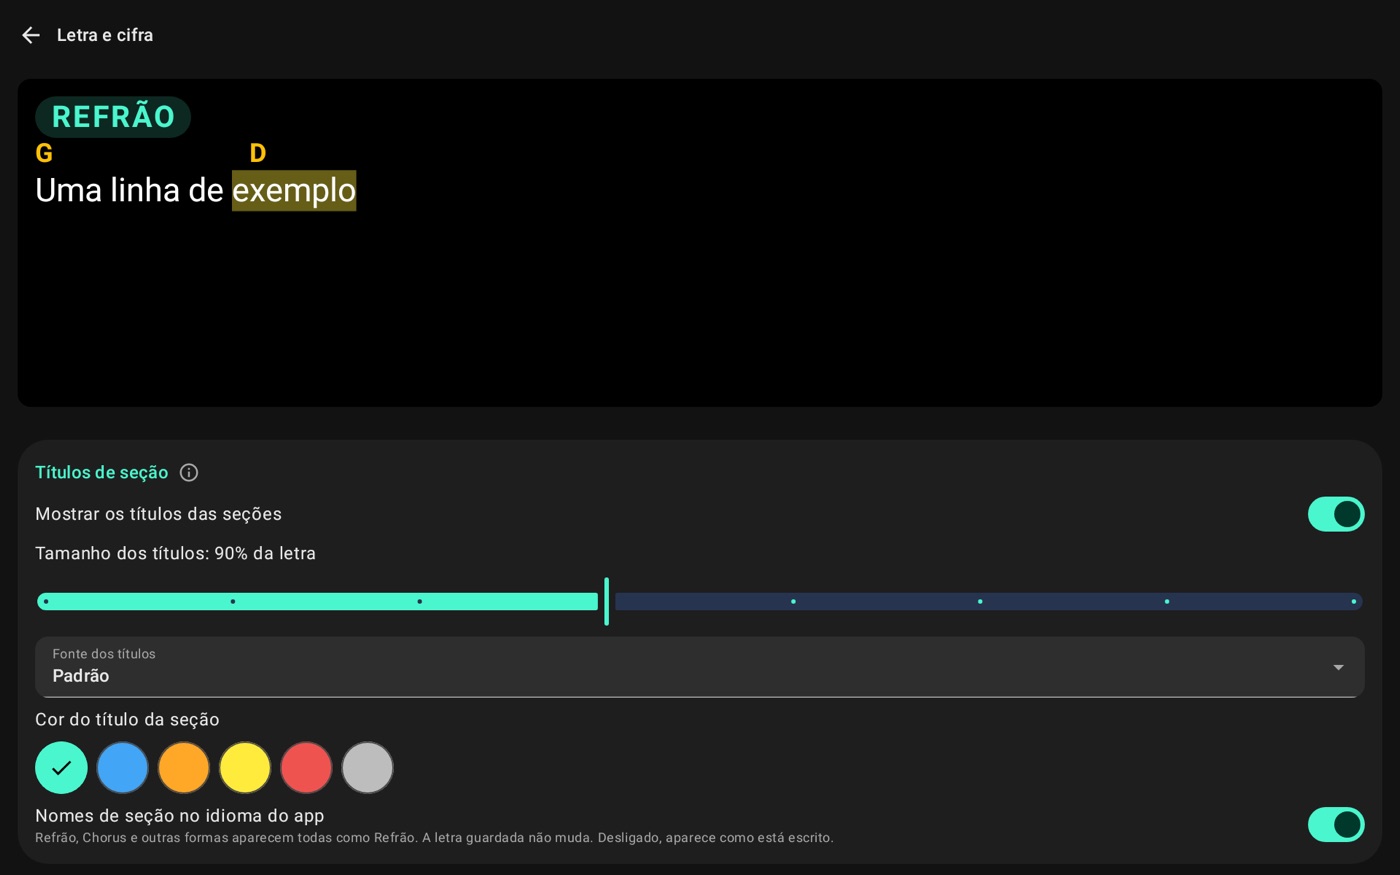 Letra e cifra
REFRÃO
G D
Uma linha de exemplo
Títulos de seção
Mostrar os títulos das seções
Tamanho dos títulos: 90% da letra
Fonte dos títulos
Padrão
Cor do título da seção
Nomes de seção no idioma do app
Refrão, Chorus e outras formas aparecem todas como Refrão. A letra guardada não muda. Desligado, aparece como está escrito.